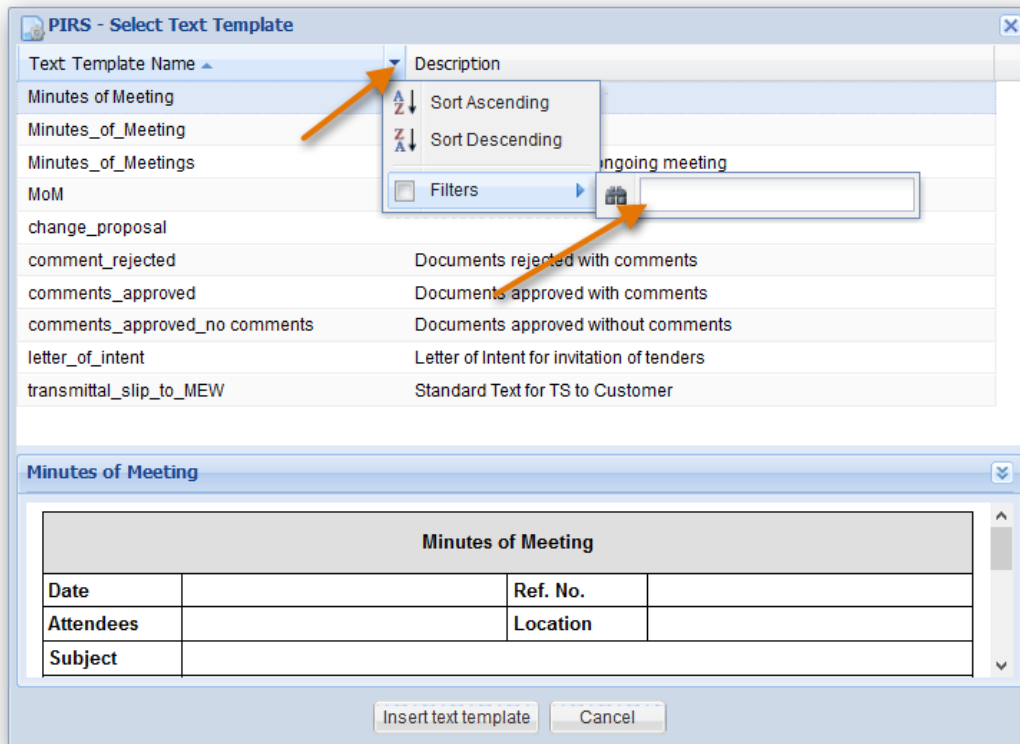 PIRS - Select Text Template
Text Template Name Description
Minutes of Meeting
Sort Ascending
Minutes_of_Meeting
Sort Descending
Minutes_of_Meetings ongoing meeting
MoM
Filters
change_proposal
comment_rejected Documents rejected with comments
comments_approved Documents approved with comments
comments_approved_no comments Documents approved without comments
letter_of_intent Letter of Intent for invitation of tenders
transmittal_slip_to_MEW Standard Text for TS to Customer
Minutes of Meeting
Minutes of Meeting
Date Ref. No.
Attendees Location
Subject
Insert text template Cancel